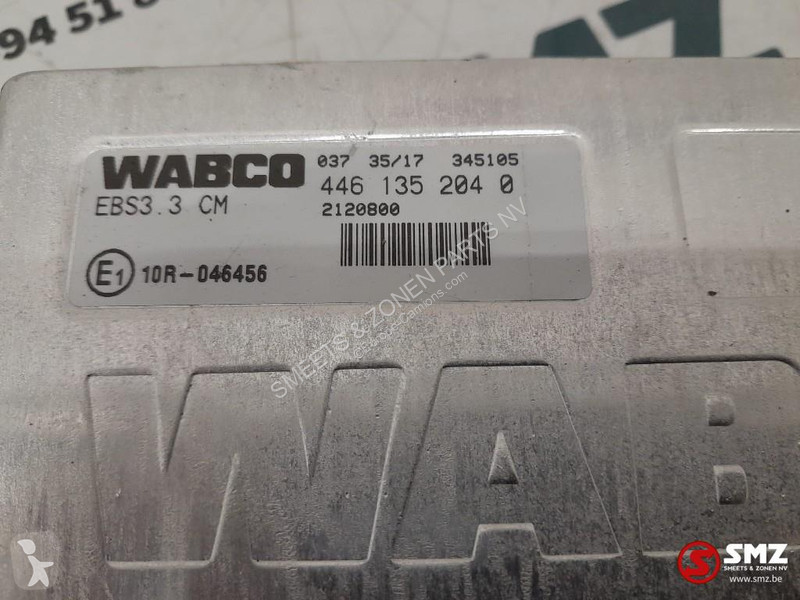 94 51 8
WABCO 037 35/17 345105
446 135 204 0
EBS3.3 CM 2120800
E1 10R-046456
SMEETS & ZONEN PARTS NV
WAB
SMZ
SMEETS & ZONEN NV
www.smz.be